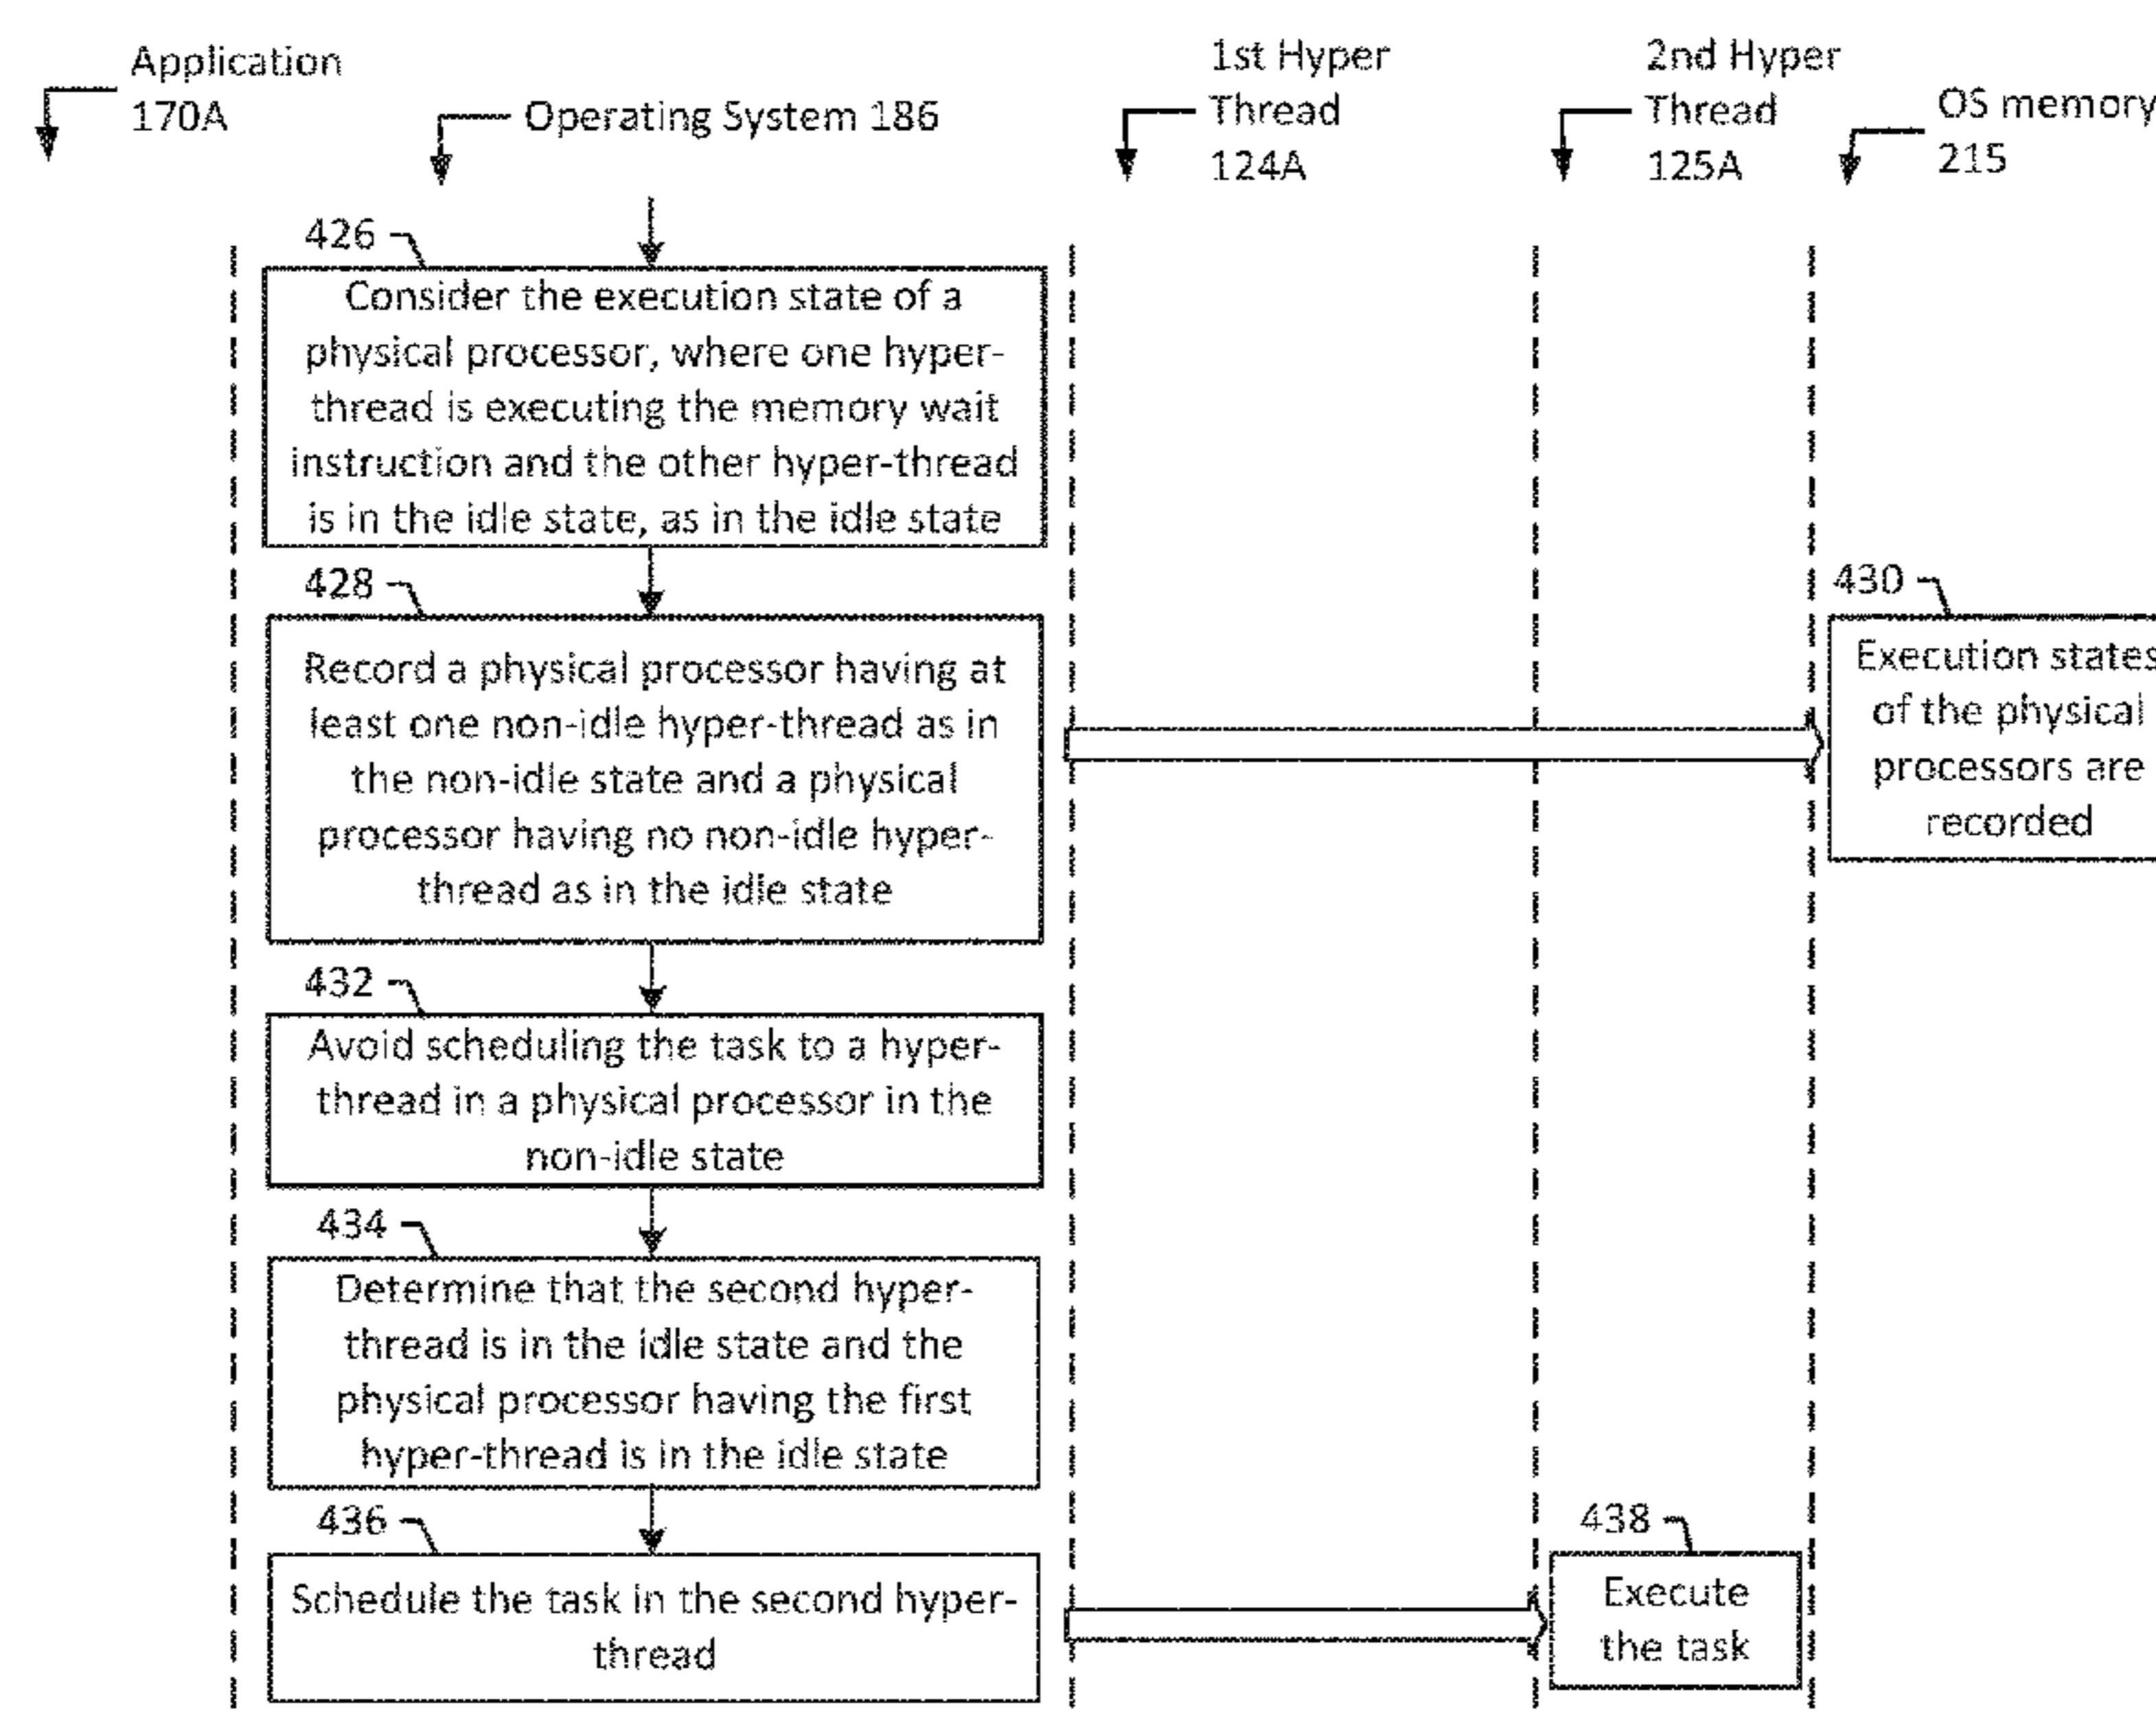 Application
170A
Operating System 186
1st Hyper
Thread
124A
2nd Hyper
Thread
125A
OS memory
215
426
Consider the execution state of a
physical processor, where one hyper-
thread is executing the memory wait
instruction and the other hyper-thread
is in the idle state, as in the idle state
428
Record a physical processor having at
least one non-idle hyper-thread as in
the non-idle state and a physical
processor having no non-idle hyper-
thread as in the idle state
430
Execution states
of the physical
processors are
recorded
432
Avoid scheduling the task to a hyper-
thread in a physical processor in the
non-idle state
434
Determine that the second hyper-
thread is in the idle state and the
physical processor having the first
hyper-thread is in the idle state
436
Schedule the task in the second hyper-
thread
438
Execute
the task